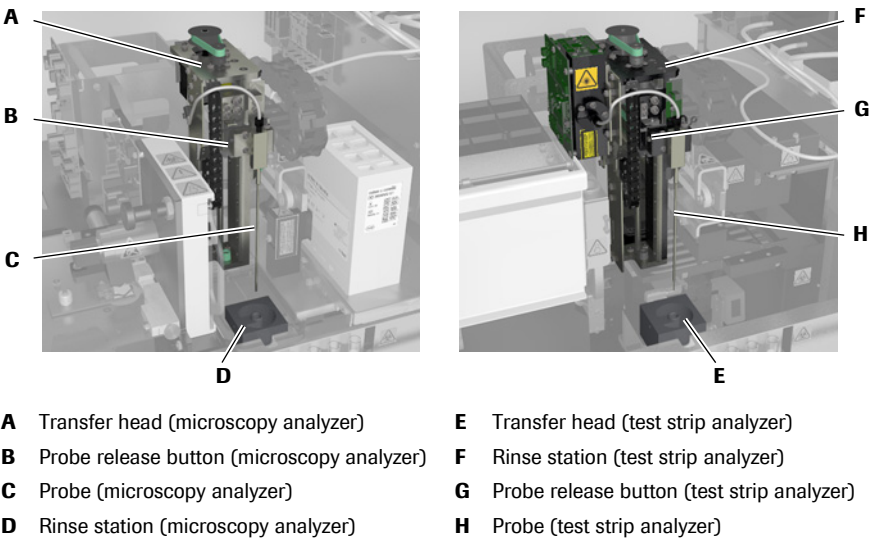 A
F
B
G
C
H
D
E
A Transfer head (microscopy analyzer)
B Probe release button (microscopy analyzer)
C Probe (microscopy analyzer)
D Rinse station (microscopy analyzer)
E Transfer head (test strip analyzer)
F Rinse station (test strip analyzer)
G Probe release button (test strip analyzer)
H Probe (test strip analyzer)